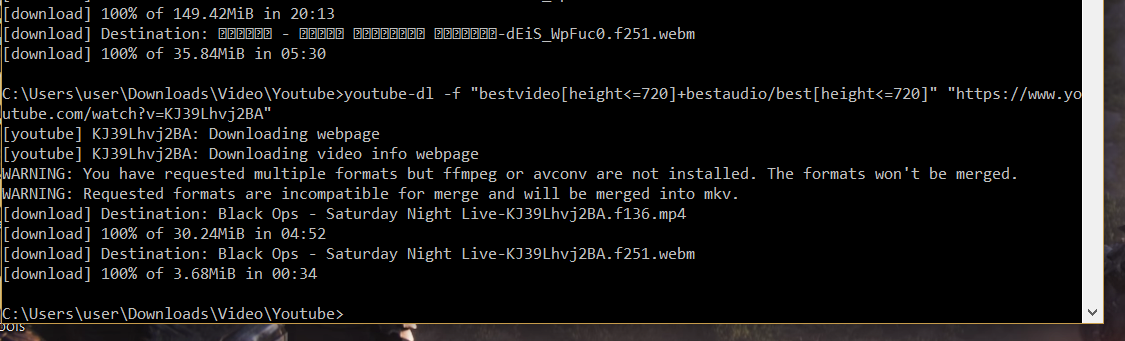 [download] 100% of 149.42MiB in 20:13
[download] Destination: - -dEiS_WpFuc0.f251.webm
[download] 100% of 35.84MiB in 05:30
C:\Users\user\Downloads\Video\Youtube>youtube-dl -f "bestvideo[height<=720]+bestaudio/best[height<=720]" "https://www.yo
utube.com/watch?v=KJ39Lhvj2BA"
[youtube] KJ39Lhvj2BA: Downloading webpage
[youtube] KJ39Lhvj2BA: Downloading video info webpage
WARNING: You have requested multiple formats but ffmpeg or avconv are not installed. The formats won't be merged.
WARNING: Requested formats are incompatible for merge and will be merged into mkv.
[download] Destination: Black Ops - Saturday Night Live-KJ39Lhvj2BA.f136.mp4
[download] 100% of 30.24MiB in 04:52
[download] Destination: Black Ops - Saturday Night Live-KJ39Lhvj2BA.f251.webm
[download] 100% of 3.68MiB in 00:34
C:\Users\user\Downloads\Video\Youtube>
ools